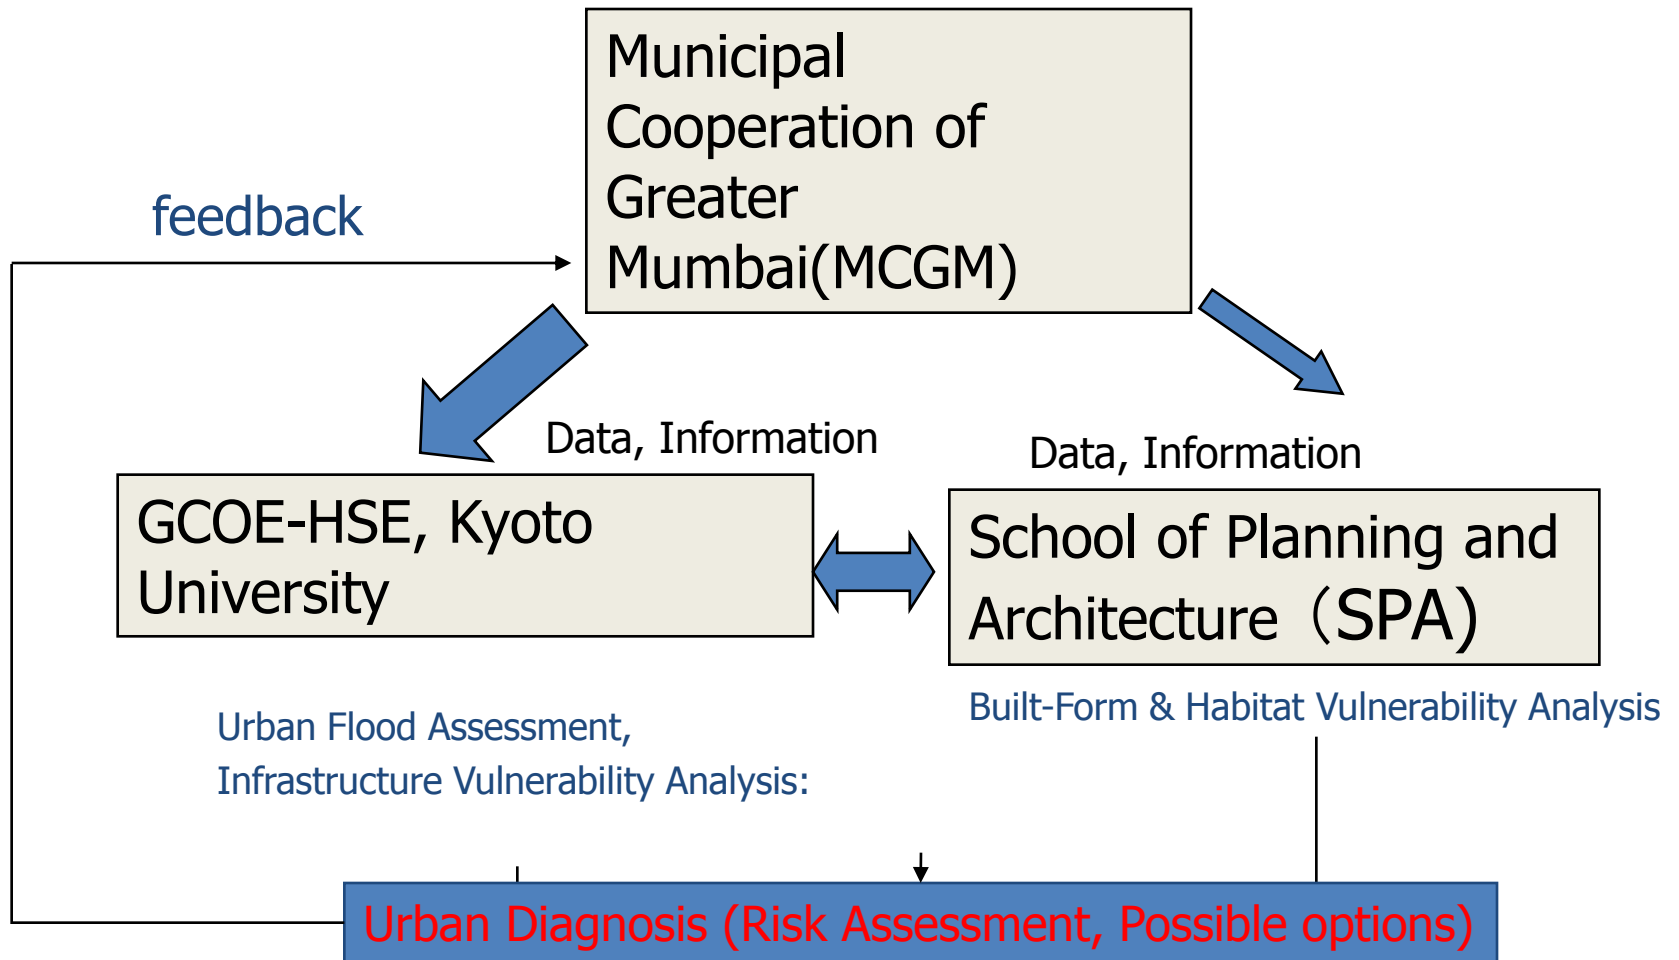 Municipal
Cooperation of
Greater
Mumbai(MCGM)
feedback
Data, Information
Data, Information
GCOE-HSE, Kyoto
University
School of Planning and
Architecture（SPA)
Built-Form & Habitat Vulnerability Analysis
Urban Flood Assessment,
Infrastructure Vulnerability Analysis:
Urban Diagnosis (Risk Assessment, Possible options)